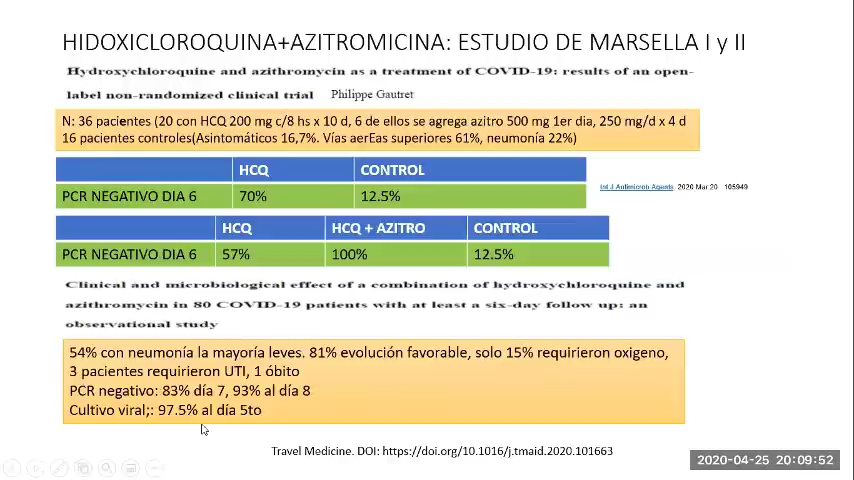 HIDOXICLOROQUINA+AZITROMICINA: ESTUDIO DE MARSELLA I y II
Hydroxychloroquine and azithromycin as a treatment of COVID-19: results of an open-
label non-randomized clinical trial Philippe Gautret
N: 36 pacientes (20 con HCQ 200 mg c/8 hs x 10 d, 6 de ellos se agrega azitro 500 mg 1er dia, 250 mg/d x 4 d
16 pacientes controles(Asintomáticos 16,7%. Vías aerEas superiores 61%, neumonía 22%)
HCQ CONTROL
PCR NEGATIVO DIA 6 70% 12.5%
Int J Antimicrob Agents. 2020 Mar 20 105949
HCQ HCQ + AZITRO CONTROL
PCR NEGATIVO DIA 6 57% 100% 12.5%
Clinical and microbiological effect of a combination of hydroxychloroquine and
azithromycin in 80 COVID-19 patients with at least a six-day follow up: an
observational study
54% con neumonía la mayoría leves. 81% evolución favorable, solo 15% requirieron oxigeno,
3 pacientes requirieron UTI, 1 óbito
PCR negativo: 83% día 7, 93% al día 8
Cultivo viral;: 97.5% al día 5to
Travel Medicine. DOI: https://doi.org/10.1016/j.tmaid.2020.101663
2020-04-25 20:09:52